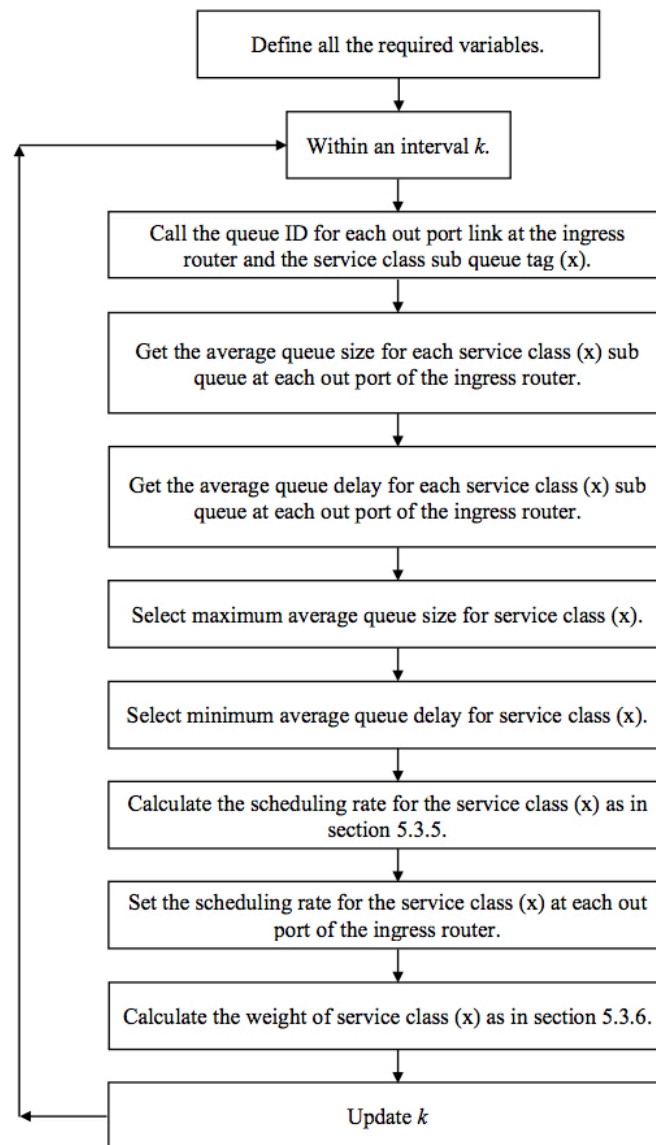 Define all the required variables.
Within an interval k.
Call the queue ID for each out port link at the ingress
router and the service class sub queue tag (x).
Get the average queue size for each service class (x) sub
queue at each out port of the ingress router.
Get the average queue delay for each service class (x) sub
queue at each out port of the ingress router.
Select maximum average queue size for service class (x).
Select minimum average queue delay for service class (x).
Calculate the scheduling rate for the service class (x) as in
section 5.3.5.
Set the scheduling rate for the service class (x) at each out
port of the ingress router.
Calculate the weight of service class (x) as in section 5.3.6.
Update k